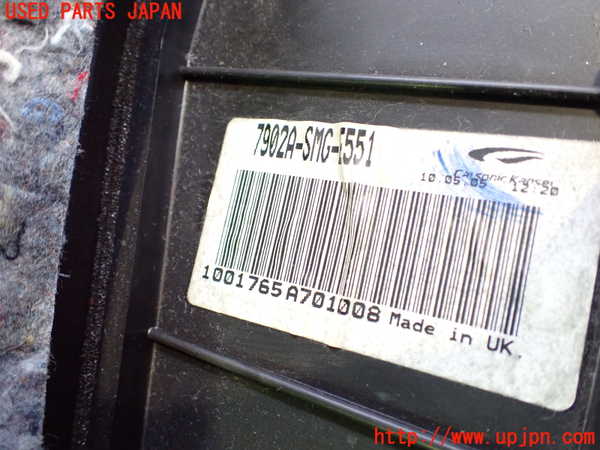 USED PARTS JAPAN
7902A-SMG-E551
Calsonic Kansei
10.05.05 12:20
1001765A701008 Made in UK.
http://www.upjpn.com/